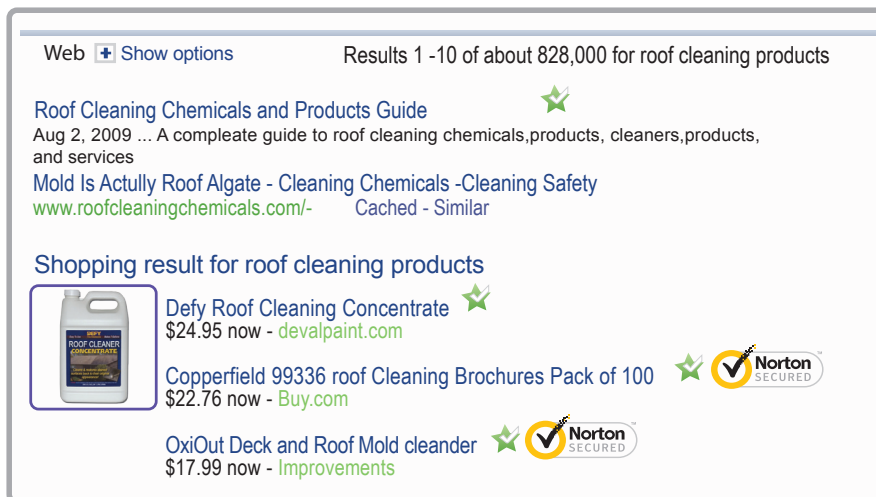 Web + Show options Results 1 -10 of about 828,000 for roof cleaning products
Roof Cleaning Chemicals and Products Guide
Aug 2, 2009 ... A compleate guide to roof cleaning chemicals,products, cleaners,products,
and services
Mold Is Actully Roof Algate - Cleaning Chemicals -Cleaning Safety
www.roofcleaningchemicals.com/- Cached - Similar
Shopping result for roof cleaning products
DEFY
ROOF CLEANER
CONCENTRATE
Defy Roof Cleaning Concentrate
$24.95 now - devalpaint.com
Copperfield 99336 roof Cleaning Brochures Pack of 100
Norton
SECURED
$22.76 now - Buy.com
OxiOut Deck and Roof Mold cleander
Norton
SECURED
$17.99 now - Improvements